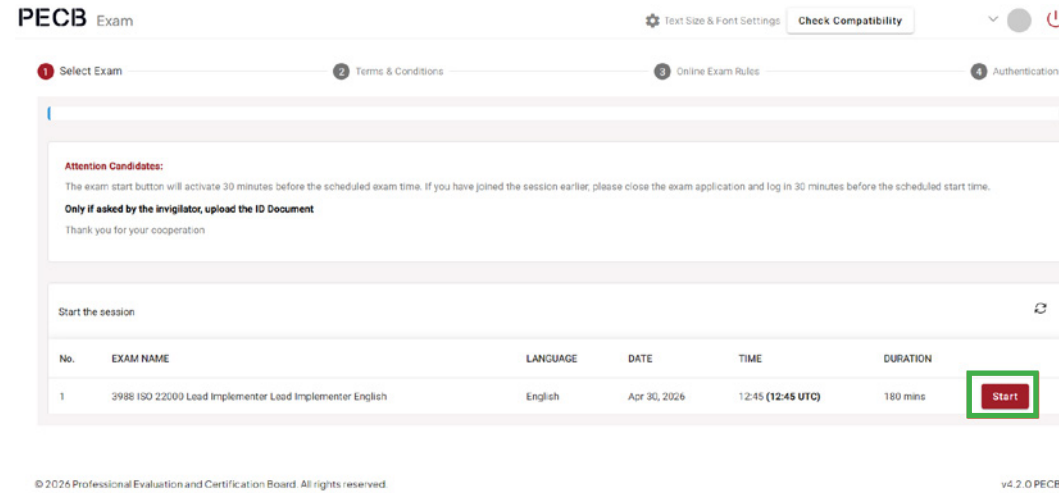 PECB Exam
Text Size & Font Settings
Check Compatibility
1 Select Exam
2 Terms & Conditions
3 Online Exam Rules
4 Authentication
Attention Candidates:
The exam start button will activate 30 minutes before the scheduled exam time. If you have joined the session earlier, please close the exam application and log in 30 minutes before the scheduled start time.
Only if asked by the invigilator, upload the ID Document
Thank you for your cooperation
Start the session
No. EXAM NAME LANGUAGE DATE TIME DURATION
1 3988 ISO 22000 Lead Implementer Lead Implementer English English Apr 30, 2026 12:45 (12:45 UTC) 180 mins Start
© 2026 Professional Evaluation and Certification Board. All rights reserved.
v4.2.0 PECB